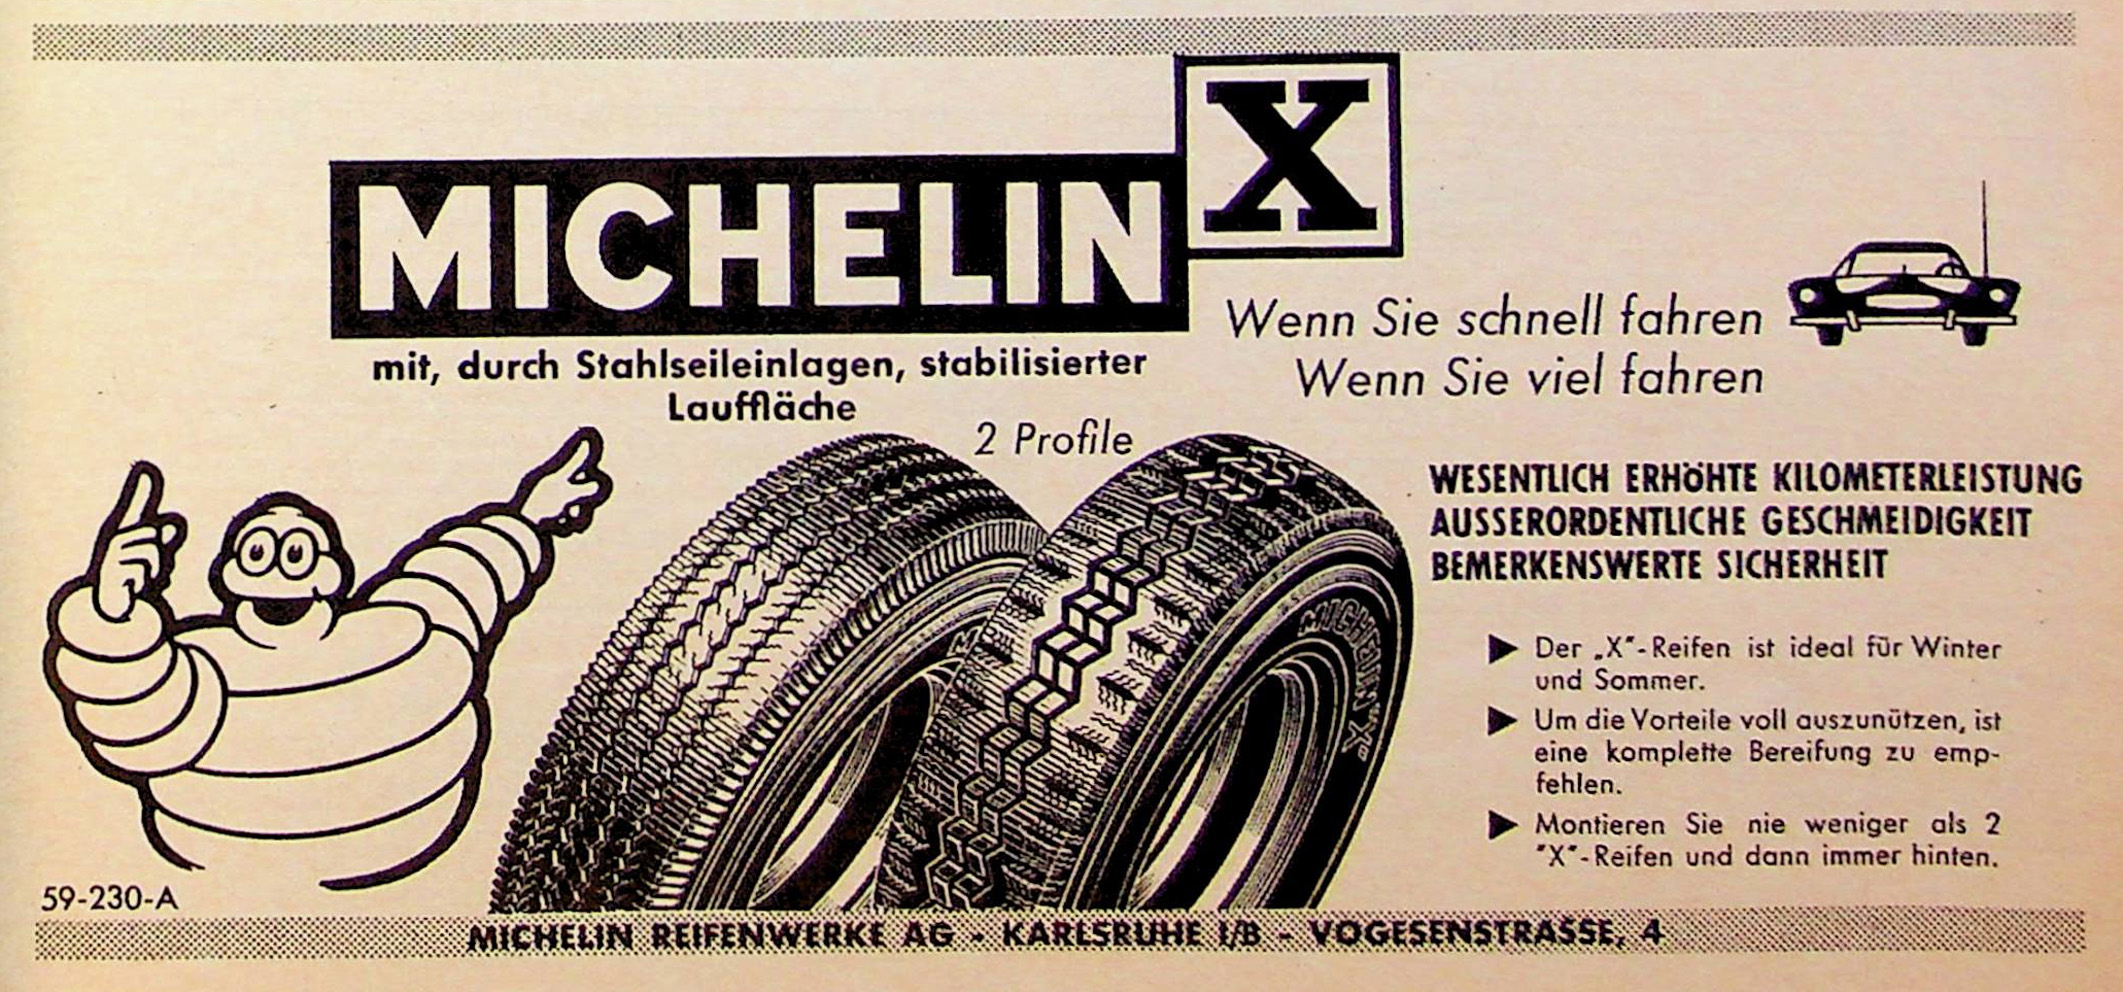 MICHELIN X
mit, durch Stahlseileinlagen, stabilisierter
Lauffläche
2 Profile
Wenn Sie schnell fahren
Wenn Sie viel fahren
WESENTLICH ERHÖHTE KILOMETERLEISTUNG
AUSSERORDENTLICHE GESCHMEIDIGKEIT
BEMERKENSWERTE SICHERHEIT
Der „X"-Reifen ist ideal für Winter
und Sommer.
Um die Vorteile voll auszunützen, ist
eine komplette Bereifung zu emp-
fehlen.
Montieren Sie nie weniger als 2
"X"-Reifen und dann immer hinten.
MICHELIN "X"
59-230-A
MICHELIN REIFENWERKE AG - KARLSRUHE I/B - VOGESENSTRASSE, 4